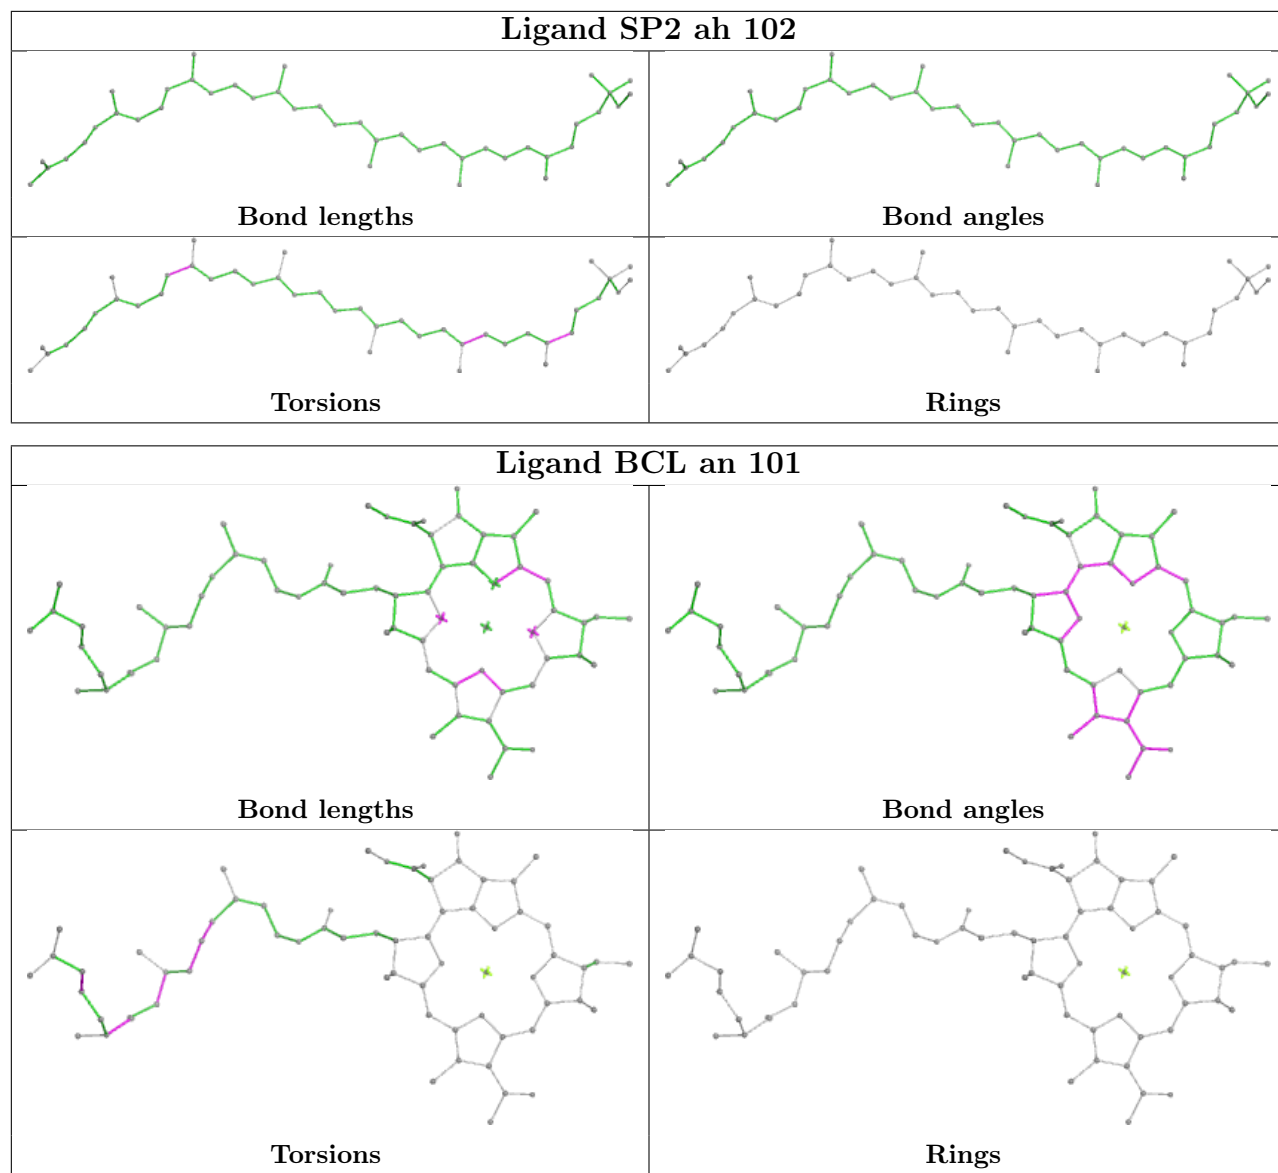 Ligand SP2 ah 102
Bond lengths
Bond angles
Torsions
Rings
Ligand BCL an 101
Bond lengths
Bond angles
Torsions
Rings